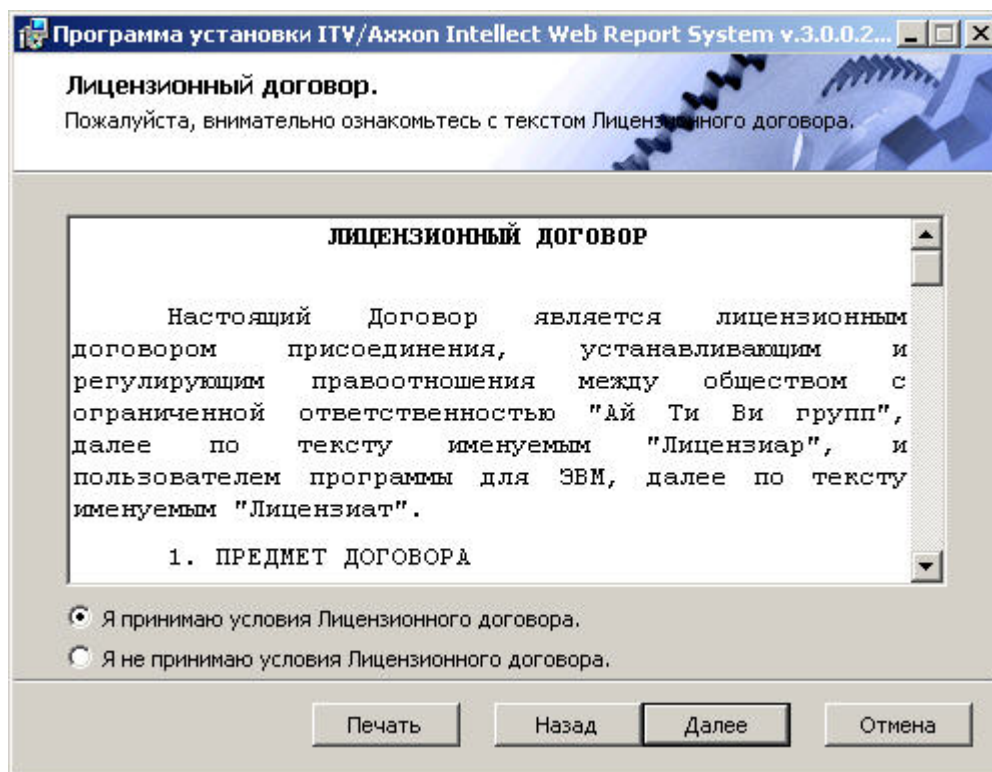 Программа установки ITV/Axxon Intellect Web Report System v.3.0.0.2...
Лицензионный договор.
Пожалуйста, внимательно ознакомьтесь с текстом Лицензионного договора.
ЛИЦЕНЗИОННЫЙ ДОГОВОР
Настоящий Договор является лицензионным
договором присоединения, устанавливающим и
регулирующим правоотношения между обществом с
ограниченной ответственностью "Ай Ти Ви групп",
далее по тексту именуемым "Лицензиар", и
пользователем программы для ЭВМ, далее по тексту
именуемым "Лицензиат".
1. ПРЕДМЕТ ДОГОВОРА
Я принимаю условия Лицензионного договора.
Я не принимаю условия Лицензионного договора.
Печать Назад Далее Отмена